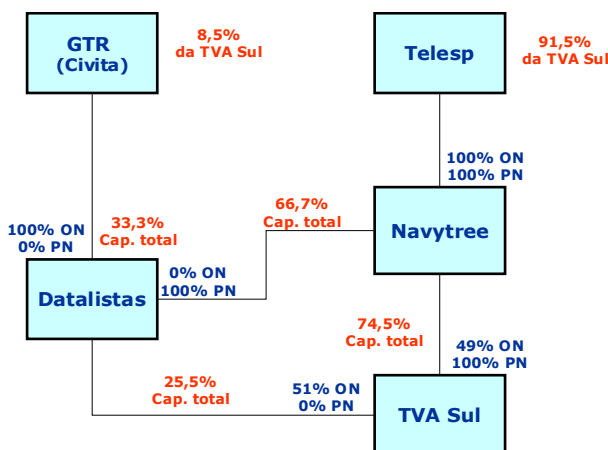 GTR
(Civita)
8,5%
da TVA Sul
Telesp
91,5%
da TVA Sul
100% ON
100% PN
66,7%
Cap. total
Navytree
100% ON
0% PN
33,3%
Cap. total
0% ON
100% PN
Datalistas
74,5%
Cap. total
49% ON
100% PN
25,5%
Cap. total
51% ON
0% PN
TVA Sul